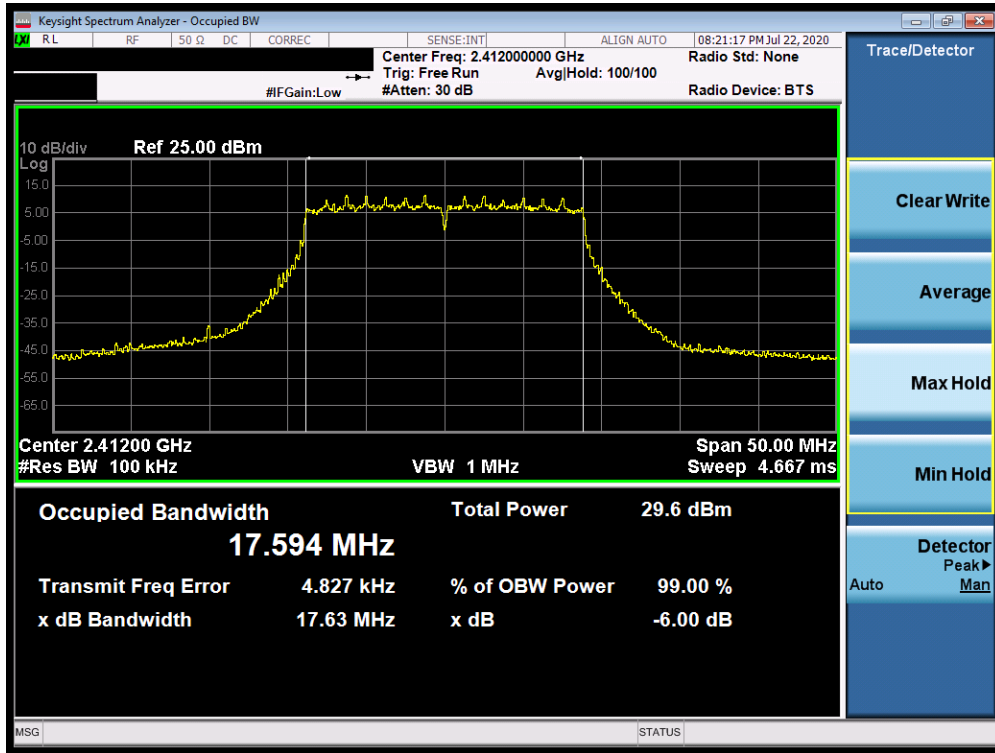 Keysight Spectrum Analyzer - Occupied BW
LXI RL RF 50 Ω DC CORREC SENSE:INT ALIGN AUTO 08:21:17 PM Jul 22, 2020
Center Freq: 2.412000000 GHz Radio Std: None
Trig: Free Run Avg|Hold: 100/100
#IFGain:Low #Atten: 30 dB Radio Device: BTS
Trace/Detector
10 dB/div Ref 25.00 dBm
Log
15.0
5.00
-5.00
-15.0
-25.0
-35.0
-45.0
-55.0
-65.0
Center 2.41200 GHz Span 50.00 MHz
#Res BW 100 kHz VBW 1 MHz Sweep 4.667 ms
Occupied Bandwidth Total Power 29.6 dBm
17.594 MHz
Transmit Freq Error 4.827 kHz % of OBW Power 99.00 %
x dB Bandwidth 17.63 MHz x dB -6.00 dB
Clear Write
Average
Max Hold
Min Hold
Detector
Peak▶
Auto Man
MSG STATUS